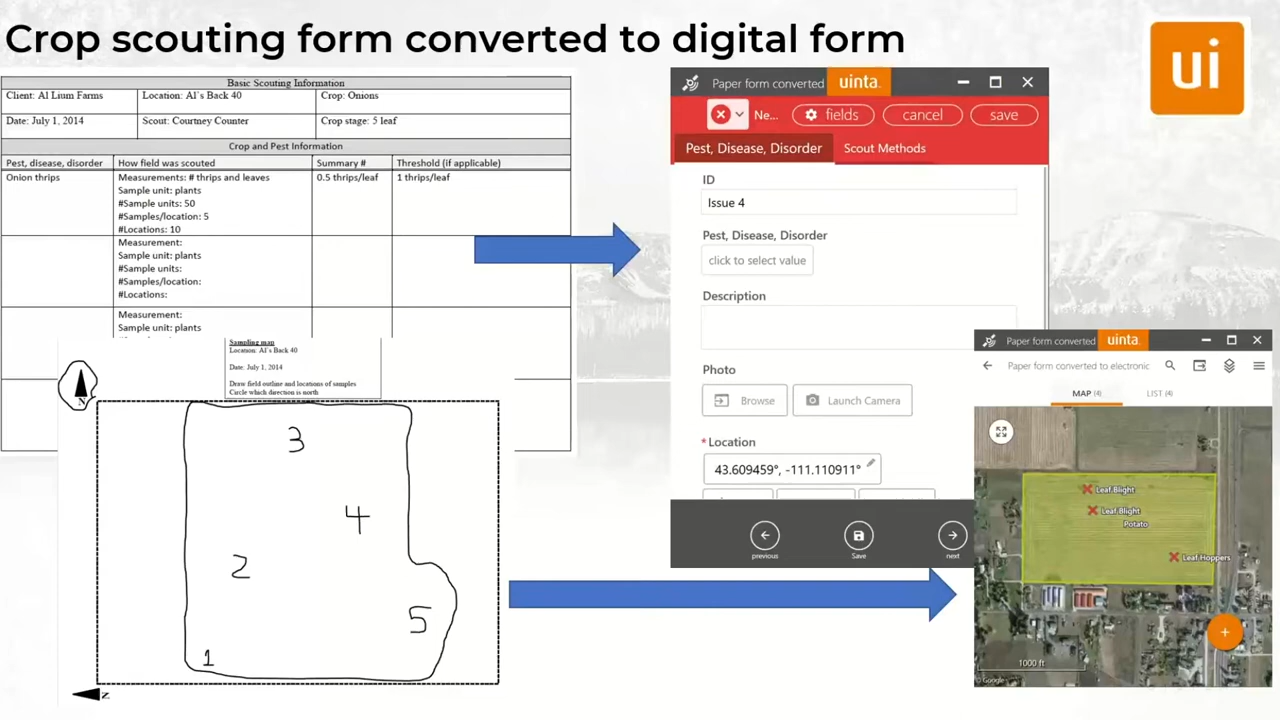 Crop scouting form converted to digital form
ui
Basic Scouting Information
Client: Al Lium Farms
Location: Al's Back 40
Crop: Onions
Date: July 1, 2014
Scout: Courtney Counter
Crop stage: 5 leaf
Crop and Pest Information
Pest, disease, disorder
How field was scouted
Summary #
Threshold (if applicable)
Onion thrips
Measurements: # thrips and leaves
Sample unit: plants
#Sample units: 50
#Samples/location: 5
#Locations: 10
0.5 thrips/leaf
1 thrips/leaf
Measurement:
Sample unit: plants
#Sample units:
#Samples/location:
#Locations:
Measurement:
Sample unit: plants
Sampling map
Location: Al's Back 40
Date: July 1, 2014
Draw field outline and locations of samples
Circle which direction is north
N
3
4
2
5
1
N
Paper form converted
uinta.
Ne...
fields
cancel
save
Pest, Disease, Disorder
Scout Methods
ID
Issue 4
Pest, Disease, Disorder
click to select value
Description
Photo
Browse
Launch Camera
* Location
43.609459°, -111.110911°
previous
Save
next
Paper form converted
uinta.
Paper form converted to electronic
MAP (4)
LIST (4)
Leaf Blight
Leaf Blight
Potato
Leaf Hoppers
+
1000 ft
© Google